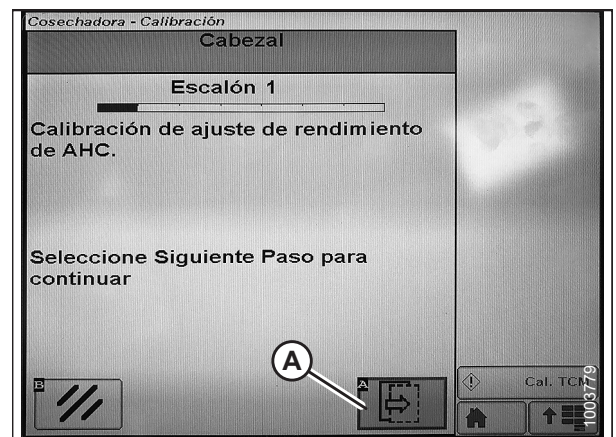 Cosechadora - Calibración
Cabezal
Escalón 1
Calibración de ajuste de rendimiento
de AHC.
Seleccione Siguiente Paso para
continuar
A
B
A
Cal. TCM
1003779